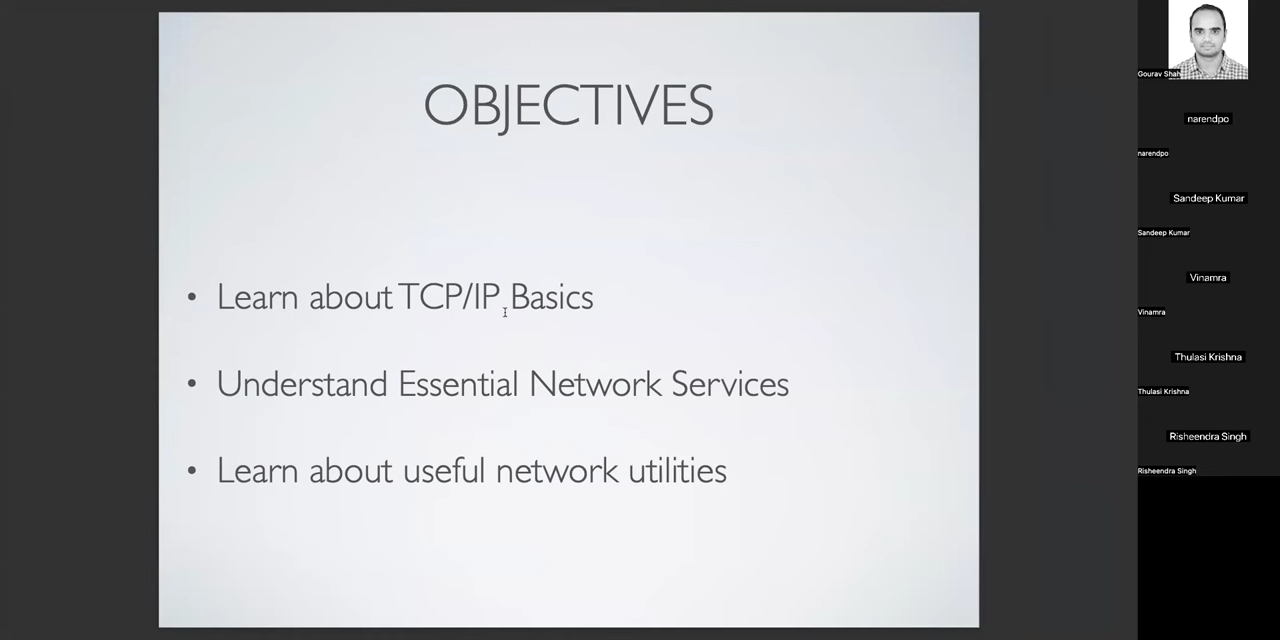 OBJECTIVES
• Learn about TCP/IP Basics
• Understand Essential Network Services
• Learn about useful network utilities
Gourav Shah
narendpo
narendpo
Sandeep Kumar
Sandeep Kumar
Vinamra
Vinamra
Thulasi Krishna
Thulasi Krishna
Risheendra Singh
Risheendra Singh